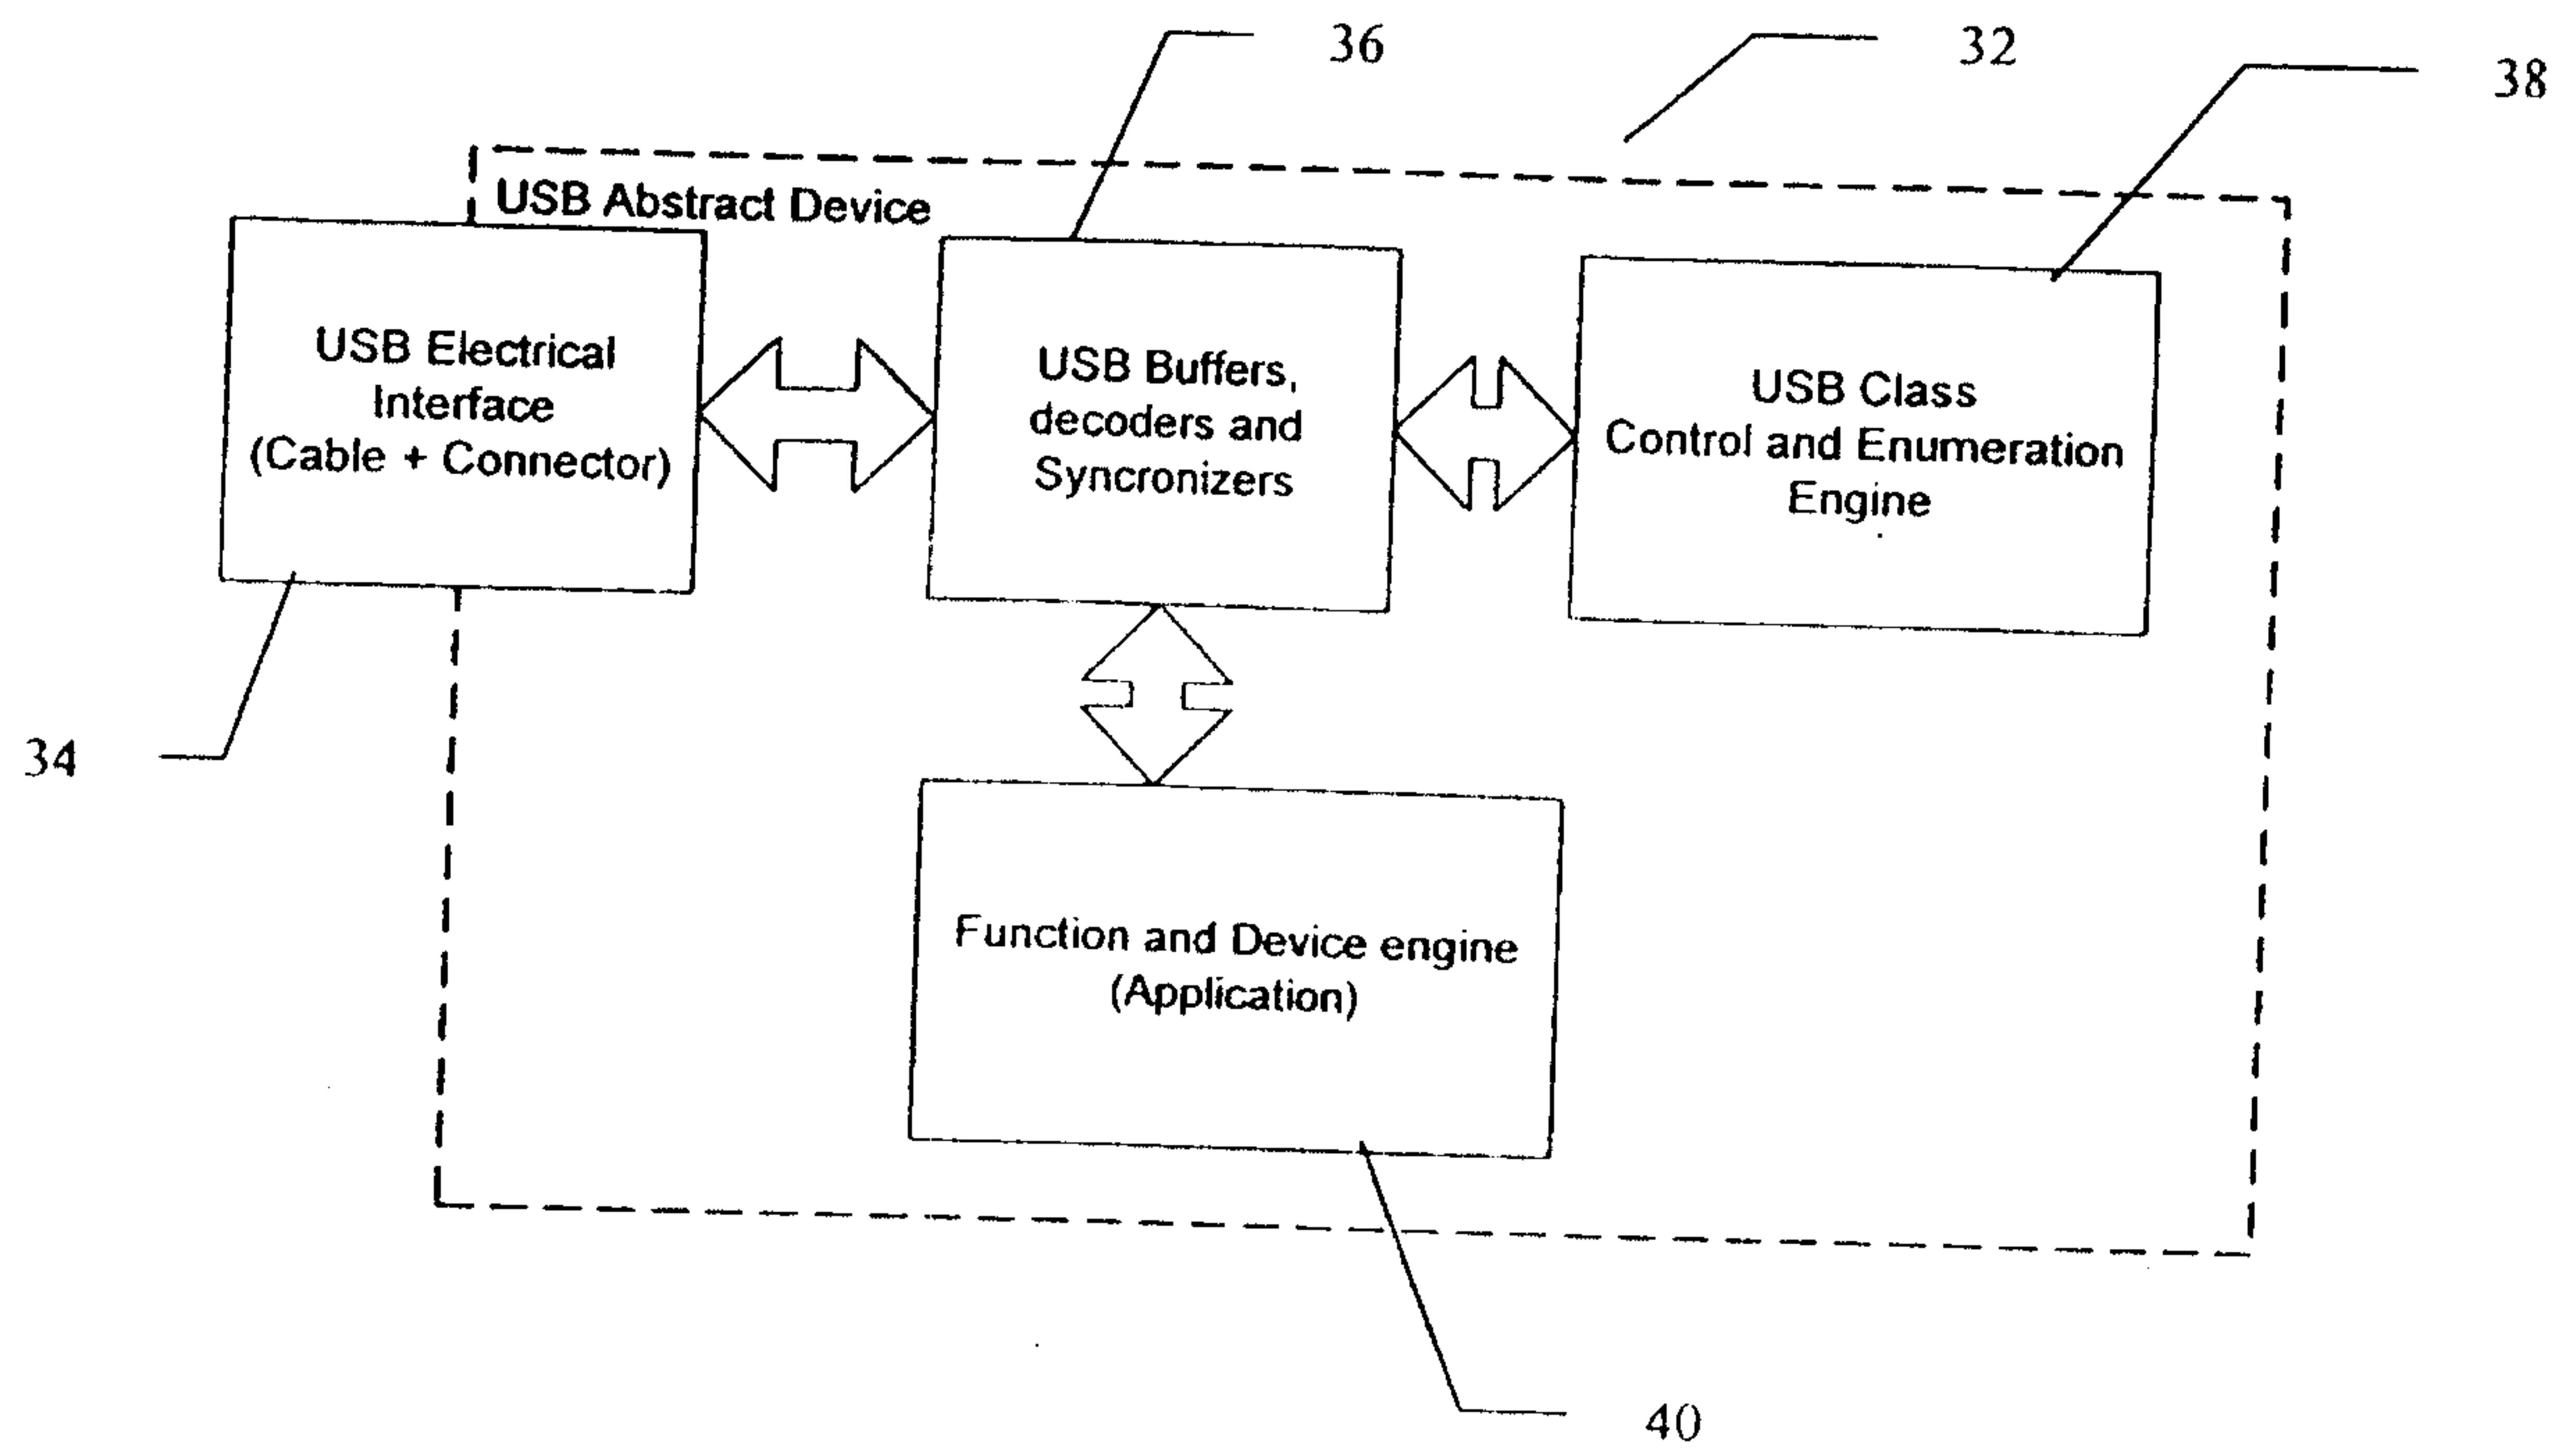 36
32
38
USB Abstract Device
USB Electrical
Interface
(Cable + Connector)
USB Buffers,
decoders and
Syncronizers
USB Class
Control and Enumeration
Engine
34
Function and Device engine
(Application)
40